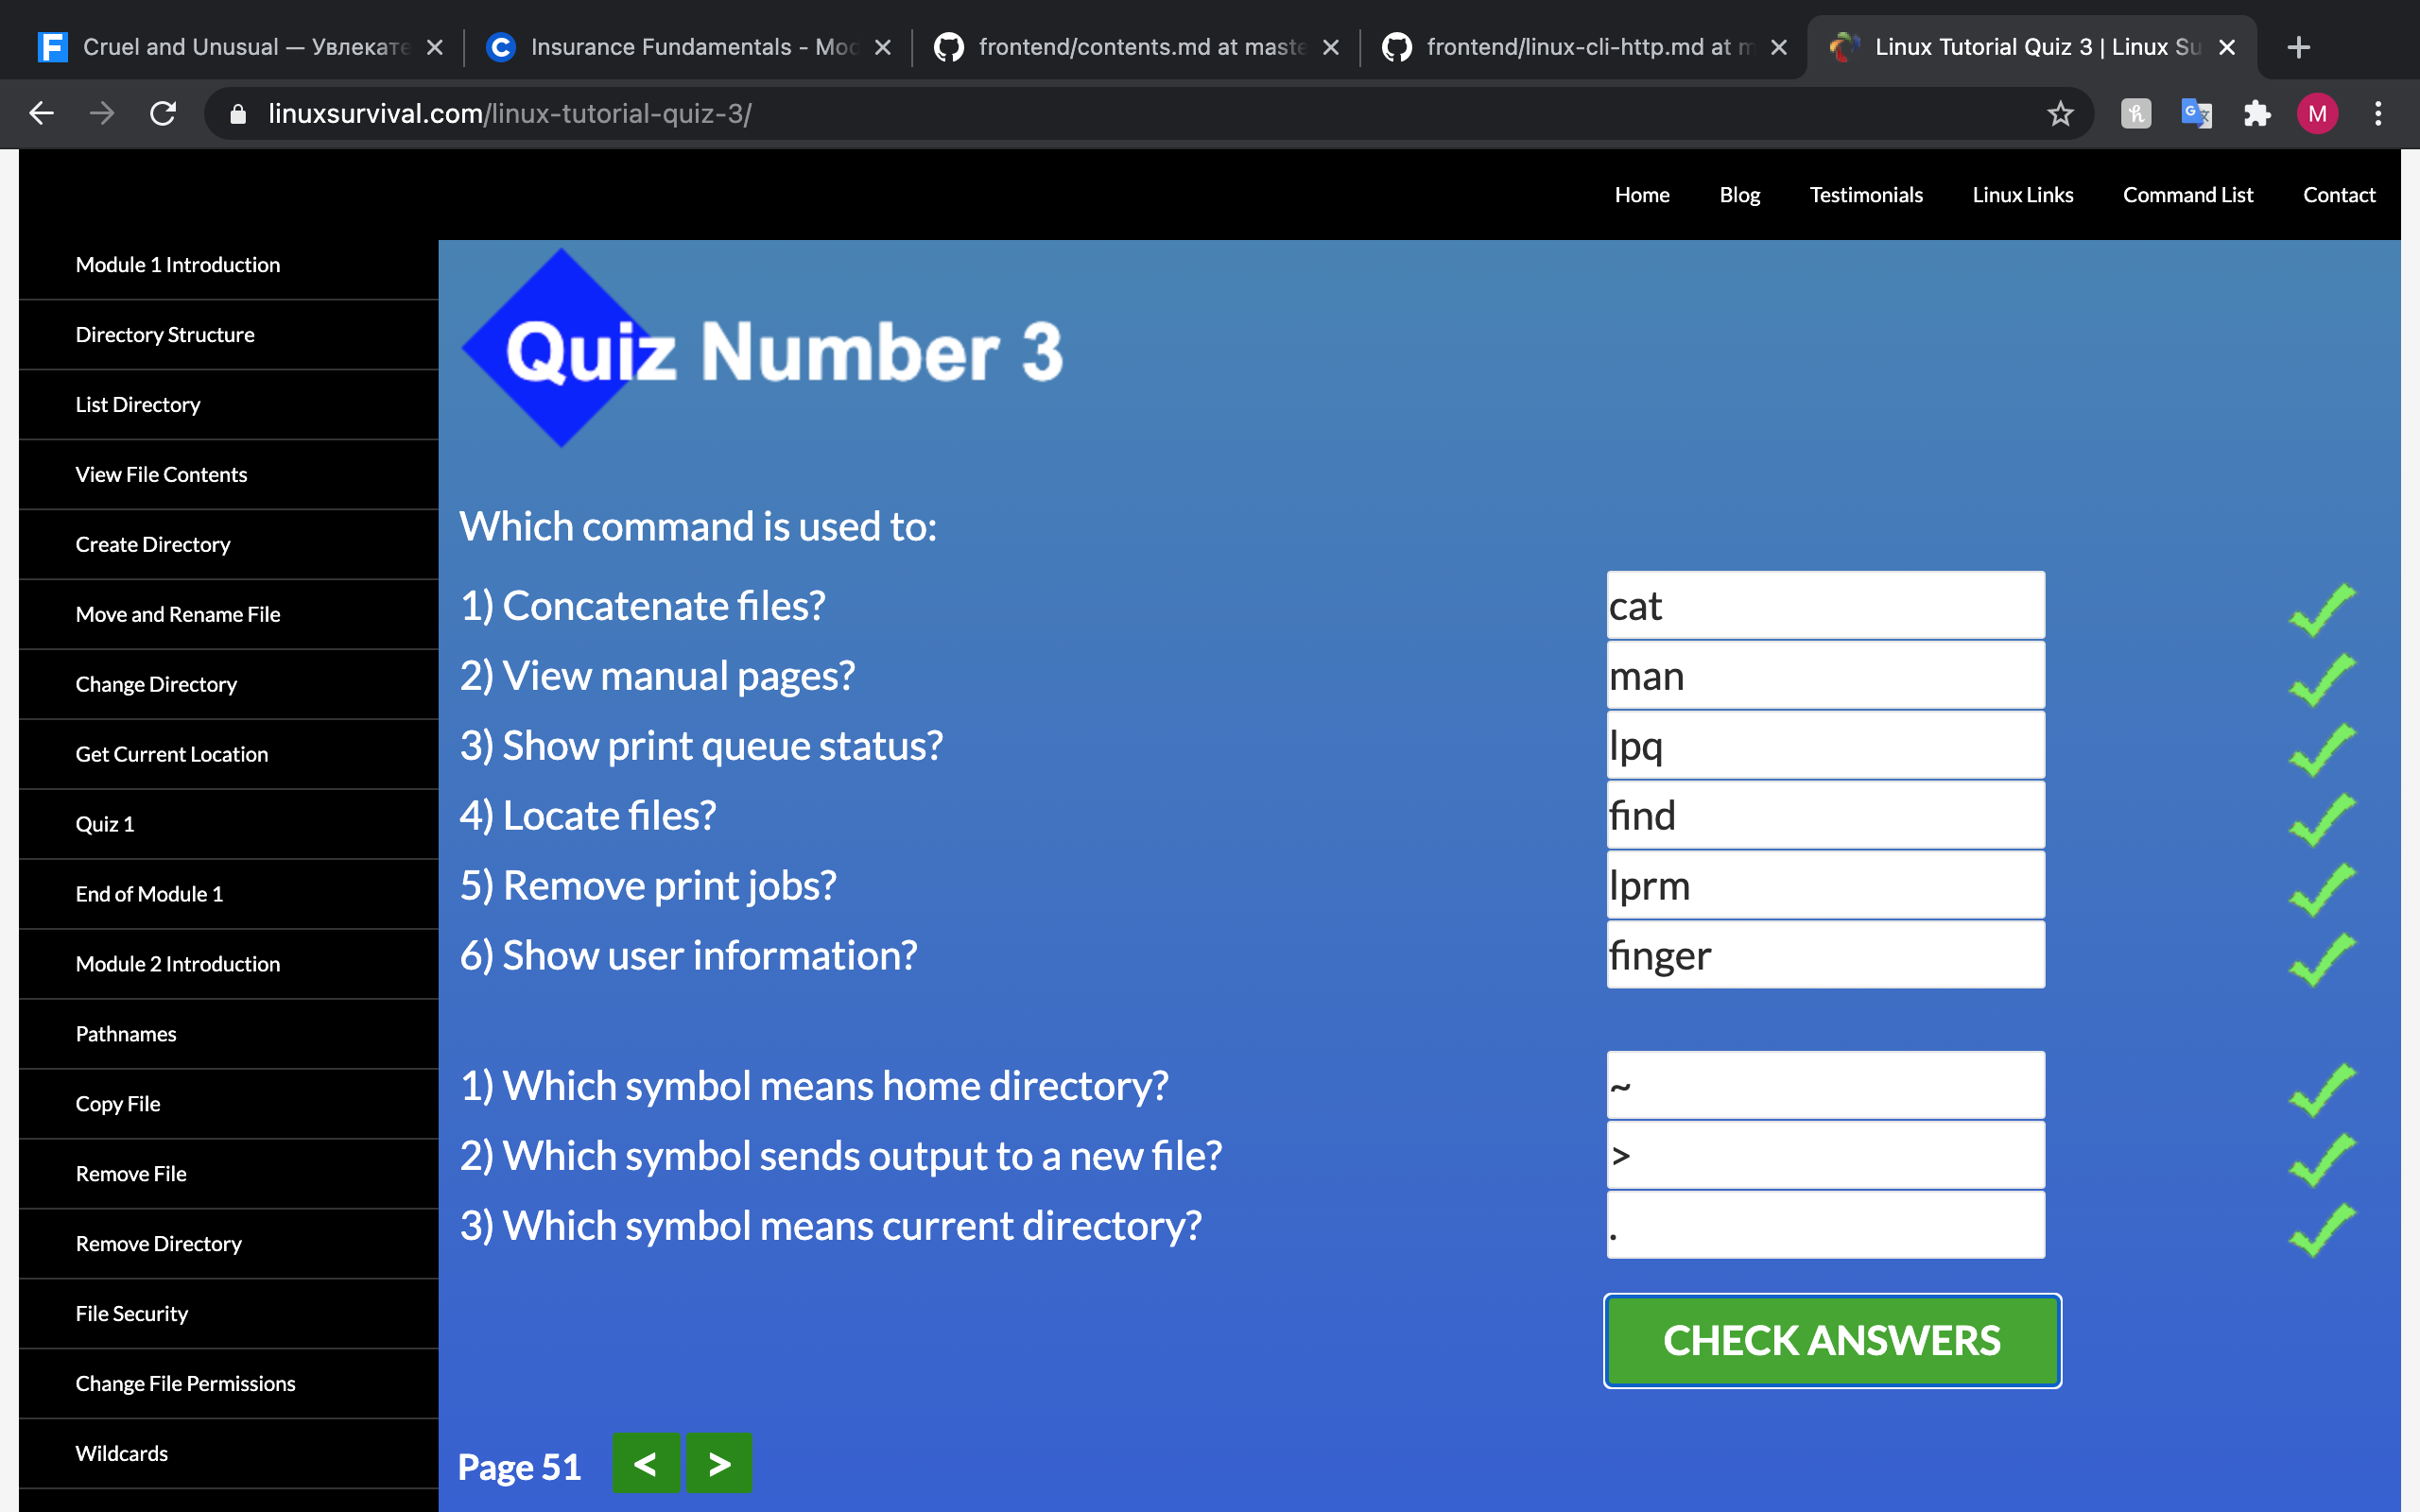 Cruel and Unusual — Увлекате
Insurance Fundamentals - Moc
frontend/contents.md at maste
frontend/linux-cli-http.md at m
Linux Tutorial Quiz 3 | Linux Su
linuxsurvival.com/linux-tutorial-quiz-3/
M
Home Blog Testimonials Linux Links Command List Contact
Module 1 Introduction
Directory Structure
List Directory
View File Contents
Create Directory
Move and Rename File
Change Directory
Get Current Location
Quiz 1
End of Module 1
Module 2 Introduction
Pathnames
Copy File
Remove File
Remove Directory
File Security
Change File Permissions
Wildcards
Quiz Number 3
Which command is used to:
1) Concatenate files? cat
2) View manual pages? man
3) Show print queue status? lpq
4) Locate files? find
5) Remove print jobs? lprm
6) Show user information? finger
1) Which symbol means home directory? ~
2) Which symbol sends output to a new file? >
3) Which symbol means current directory? .
CHECK ANSWERS
Page 51 < >